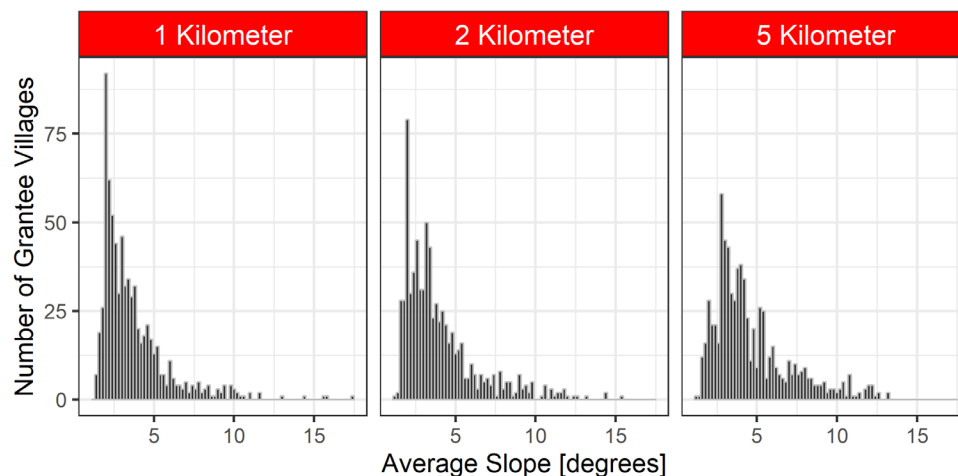 1 Kilometer
2 Kilometer
5 Kilometer
Number of Grantee Villages
75
50
25
0
5 10 15
5 10 15
5 10 15
Average Slope [degrees]